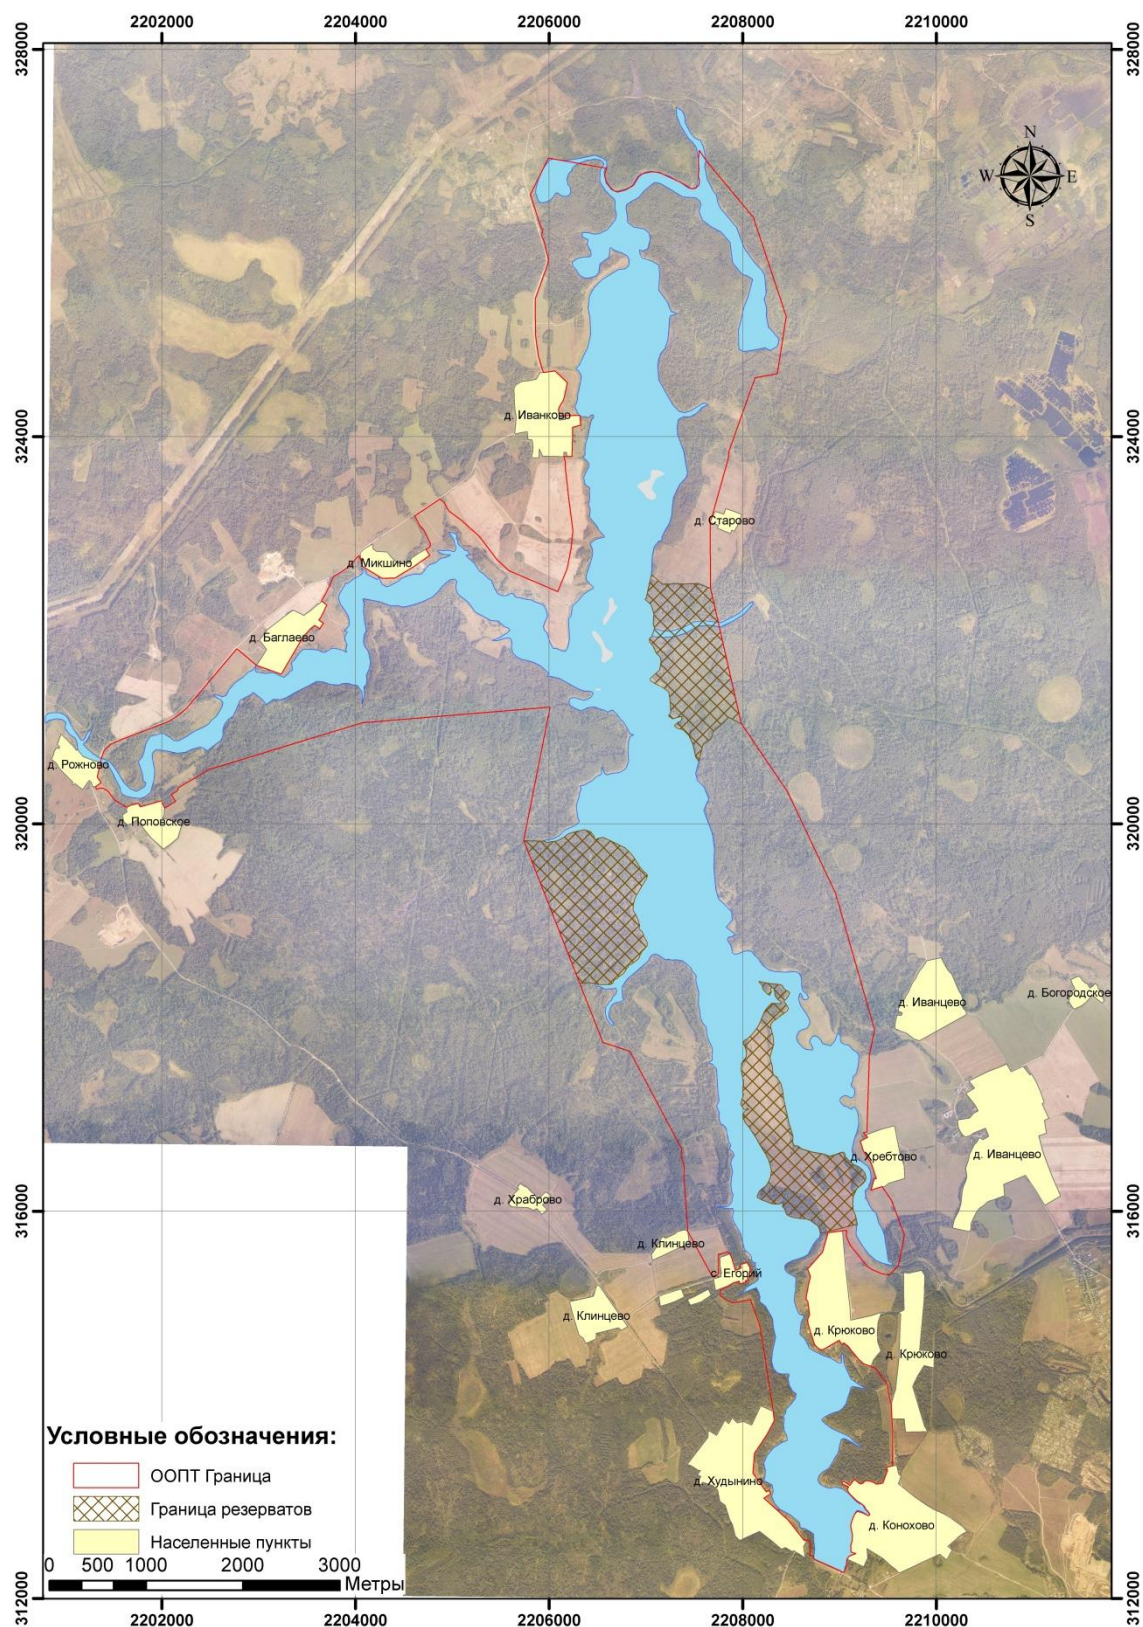 2202000 2204000 2206000 2208000 2210000
328000 328000
N
W E
S
д. Иванково
324000 324000
д. Старово
д. Микшино
д. Баглаево
д. Рожново
д. Поповское
320000 320000
д. Иванцево
д. Богородское
д. Иванцево
д. Хребтово
д. Храброво
316000 316000
д. Клинцево
с. Егорий
д. Клинцево
д. Крюково
д. Крюково
Условные обозначения:
ООПТ Граница
д. Худынино
Граница резерватов
д. Конохово
Населенные пункты
0 500 1000 2000 3000
Метры
312000 312000
2202000 2204000 2206000 2208000 2210000